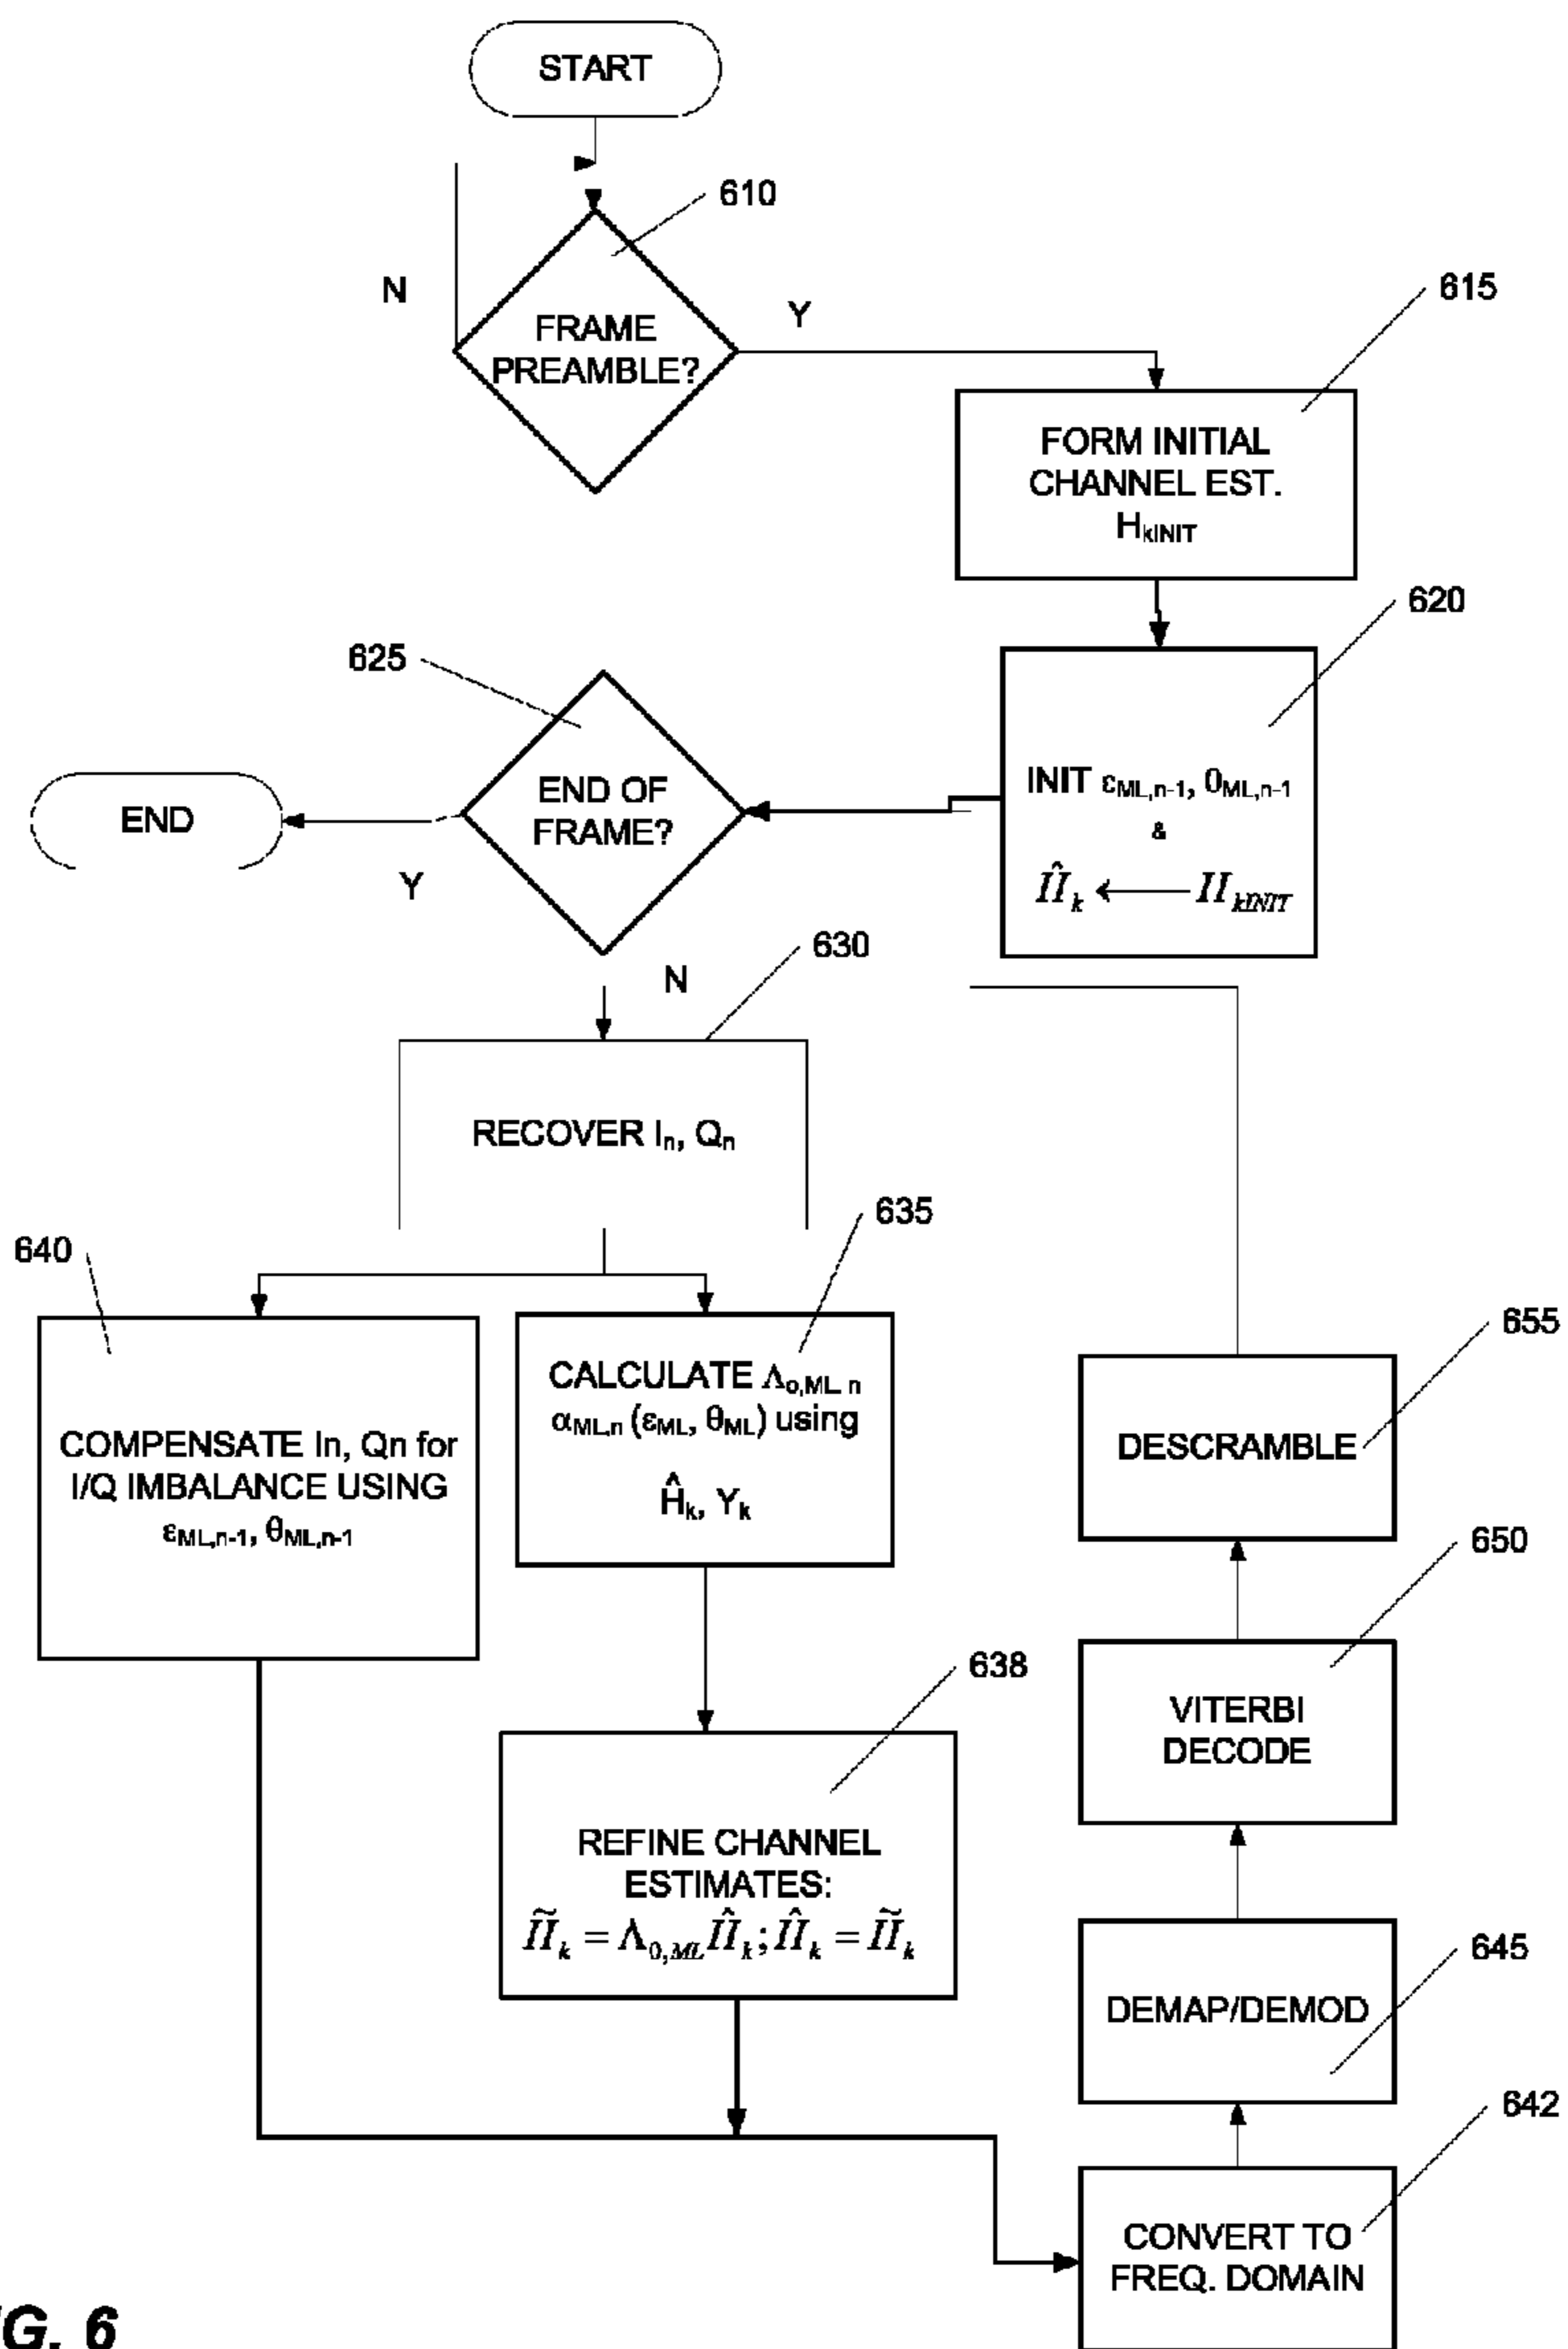 START
610
N
Y
FRAME
PREAMBLE?
615
FORM INITIAL
CHANNEL EST.
HkINIT
620
625
INIT εML,n-1, θML,n-1
&
Ĥk ← HkINIT
END OF
FRAME?
END
Y
N
630
RECOVER In, Qn
635
640
655
CALCULATE Λo,ML n
αML,n (εML, θML) using
Ĥk, Yk
COMPENSATE In, Qn for
I/Q IMBALANCE USING
εML,n-1, θML,n-1
DESCRAMBLE
650
638
VITERBI
DECODE
REFINE CHANNEL
ESTIMATES:
H̃k = Λ0,ML Ĥk; Ĥk = H̃k
645
DEMAP/DEMOD
642
CONVERT TO
FREQ. DOMAIN
G. 6